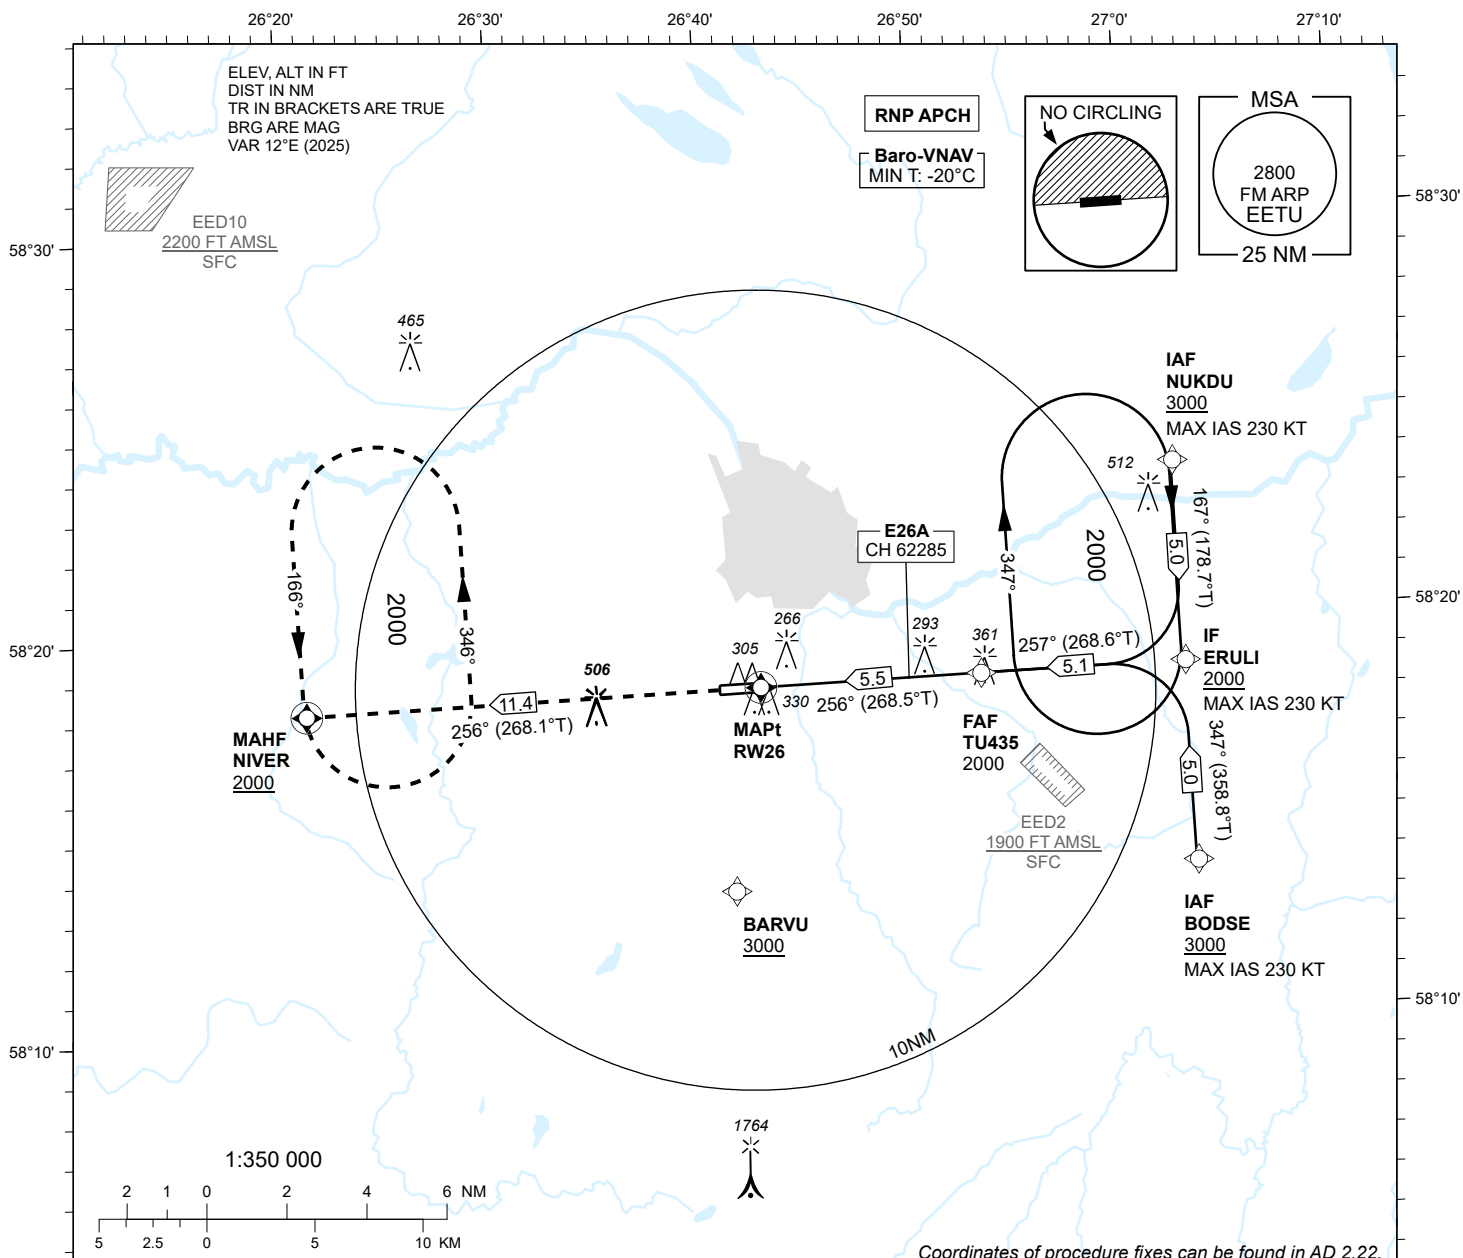 26°20' 26°30' 26°40' 26°50' 27°0' 27°10'
ELEV, ALT IN FT
DIST IN NM
TR IN BRACKETS ARE TRUE
BRG ARE MAG
VAR 12°E (2025)
RNP APCH
Baro-VNAV
MIN T: -20°C
NO CIRCLING
MSA
2800
FM ARP
EETU
25 NM
58°30'
58°30'
EED10
2200 FT AMSL
SFC
465
IAF
NUKDU
3000
MAX IAS 230 KT
512
167° (178.7°T)
5.0
E26A
CH 62285
2000
347°
166°
2000
346°
58°20'
58°20'
266
293
361
305
257° (268.6°T)
5.1
IF
ERULI
2000
MAX IAS 230 KT
506
5.5
11.4
330
256° (268.5°T)
256° (268.1°T)
MAHF
NIVER
2000
MAPt
RW26
FAF
TU435
2000
347° (358.8°T)
5.0
EED2
1900 FT AMSL
SFC
BARVU
3000
IAF
BODSE
3000
MAX IAS 230 KT
58°10'
58°10'
10NM
1764
1:350 000
2 1 0 2 4 6 NM
5 2.5 0 5 10 KM
Coordinates of procedure fixes can be found in AD 2.22.